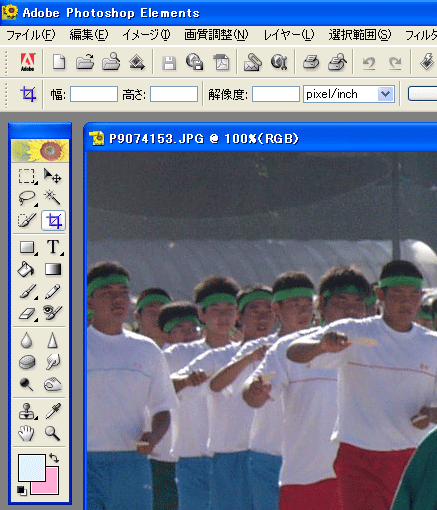 Adobe Photoshop Elements
ファイル(F) 編集(E) イメージ(I) 画質調整(N) レイヤー(L) 選択範囲(S) フィルタ
Adobe
幅: 高さ: 解像度: pixel/inch
P9074153.JPG @ 100%(RGB)
T